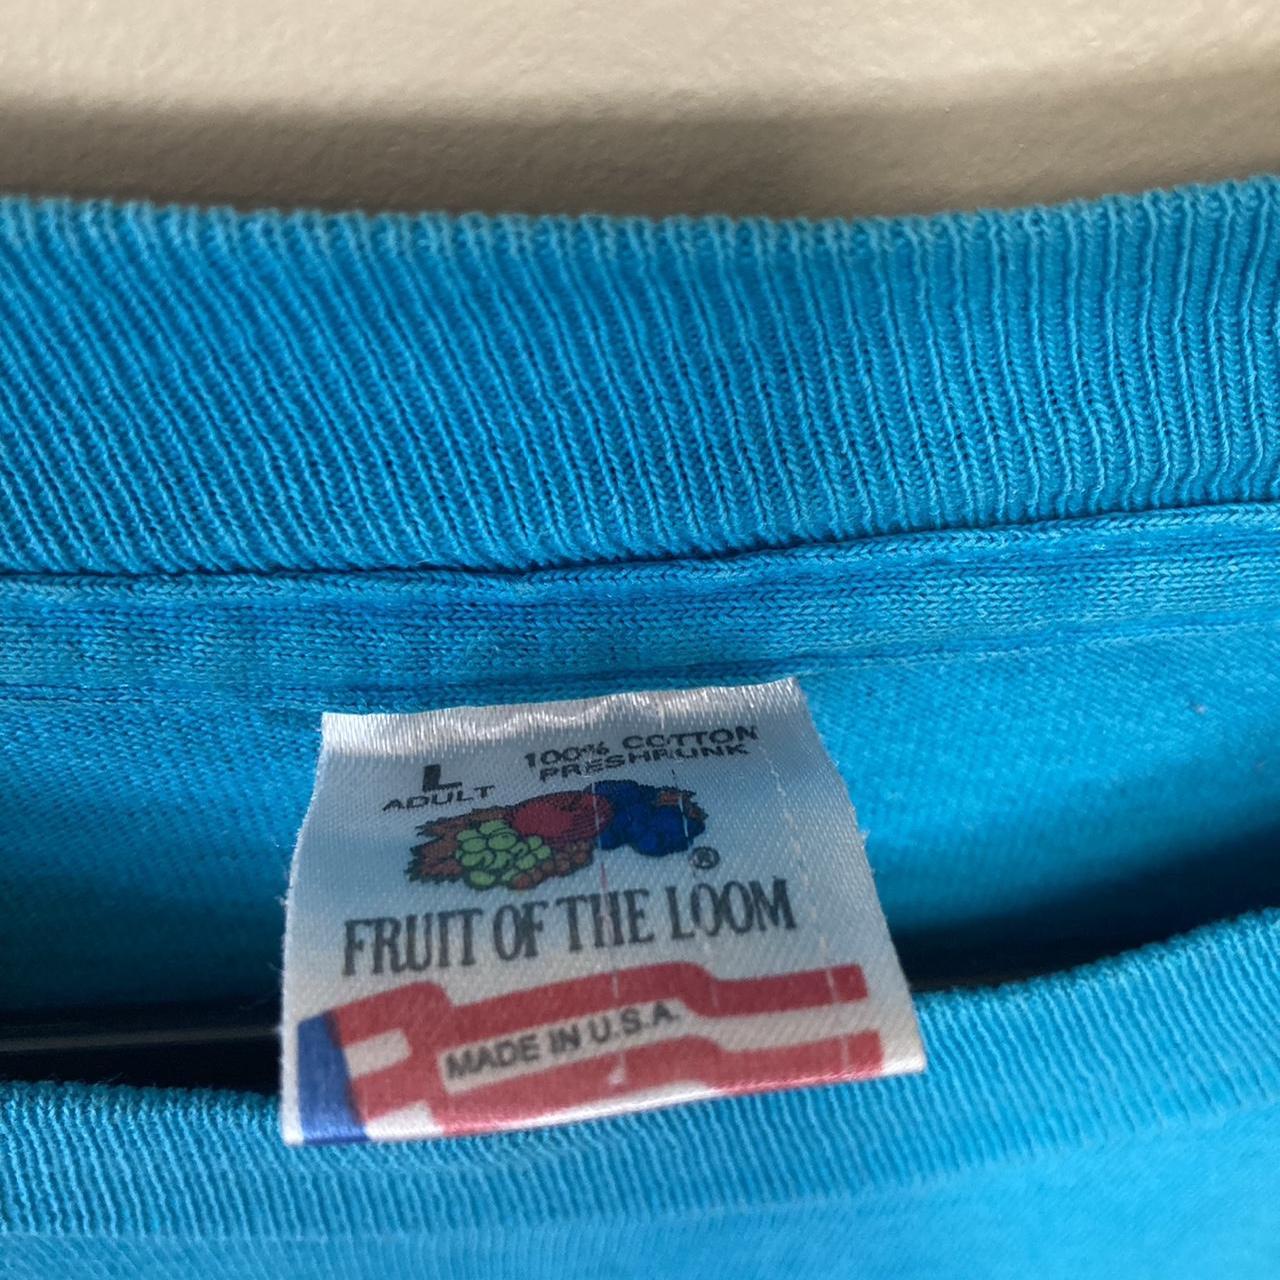 L
ADULT
100% COTTON
PRESHRUNK
®
FRUIT OF THE LOOM
MADE IN U.S.A.